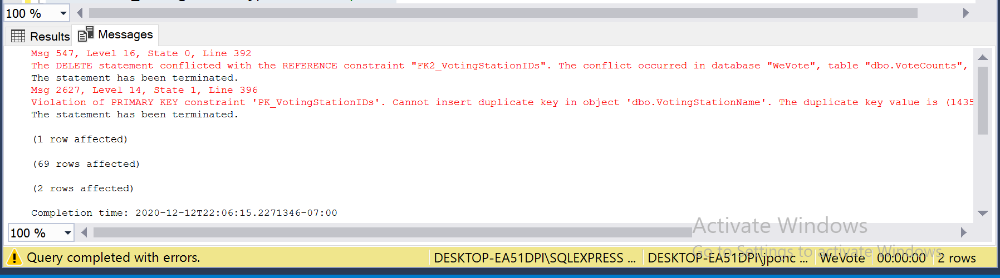 100 %
Results
Messages
Msg 547, Level 16, State 0, Line 392
The DELETE statement conflicted with the REFERENCE constraint "FK2_VotingStationIDs". The conflict occurred in database "WeVote", table "dbo.VoteCounts",
The statement has been terminated.
Msg 2627, Level 14, State 1, Line 396
Violation of PRIMARY KEY constraint 'PK_VotingStationIDs'. Cannot insert duplicate key in object 'dbo.VotingStationName'. The duplicate key value is (1435
The statement has been terminated.
(1 row affected)
(69 rows affected)
(2 rows affected)
Completion time: 2020-12-12T22:06:15.2271346-07:00
100 %
Activate Windows
Go to Settings to activate Windows.
Query completed with errors.
DESKTOP-EA51DPI\SQLEXPRESS ...
DESKTOP-EA51DPI\jponc ...
WeVote
00:00:00
2 rows